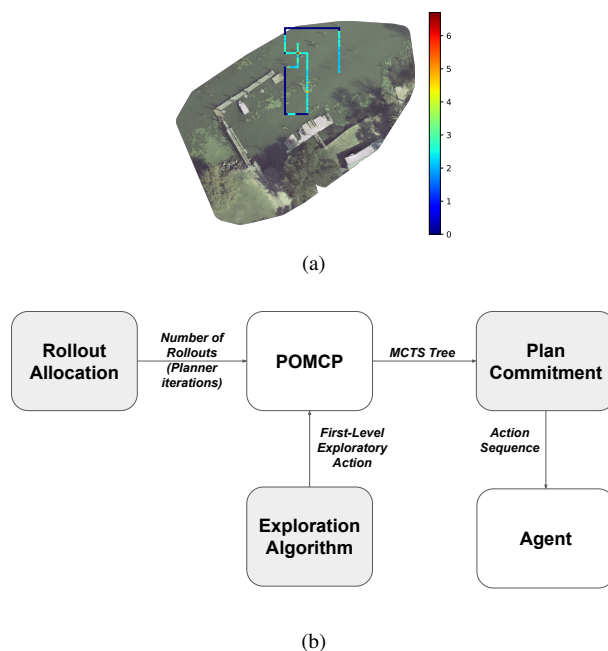 6
5
4
3
2
1
0
(a)
Rollout
Allocation
Number of
Rollouts
(Planner
iterations)
POMCP
MCTS Tree
Plan
Commitment
First-Level
Exploratory
Action
Action
Sequence
Exploration
Algorithm
Agent
(b)